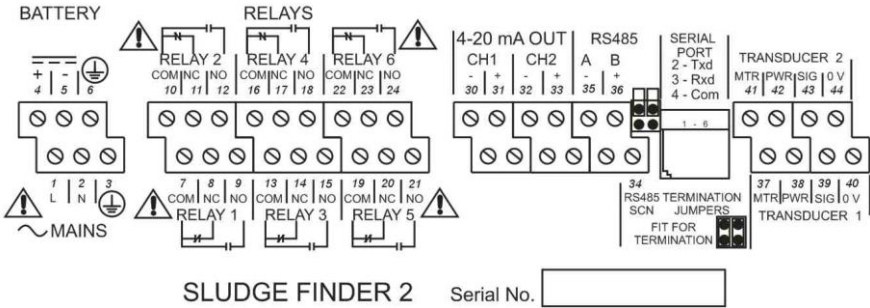 BATTERY
RELAYS
RELAY 2 RELAY 4 RELAY 6
4-20 mA OUT RS485
CH1 CH2 A B
SERIAL
PORT
2 - Txd
3 - Rxd
4 - Com
TRANSDUCER 2
+ -
COM NC NO COM NC NO COM NC NO
- + - + - +
MTR PWR SIG 0 V
4 5 6 10 11 12 16 17 18 22 23 24 30 31 32 33 35 36 41 42 43 44
1 - 6
1 2 3 7 8 9 13 14 15 19 20 21 34 37 38 39 40
L N
COM NC NO COM NC NO COM NC NO
MTR PWR SIG 0 V
MAINS
RELAY 1 RELAY 3 RELAY 5
RS485 TERMINATION
SCN JUMPERS
FIT FOR
TERMINATION
TRANSDUCER 1
SLUDGE FINDER 2 Serial No.